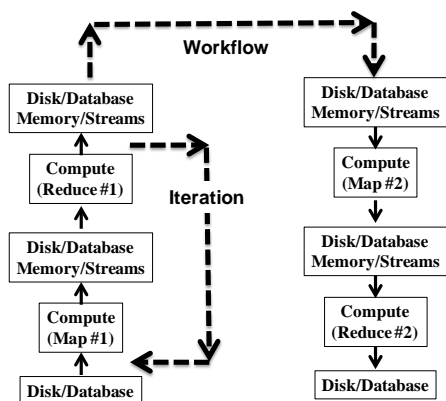 Workflow
Disk/Database
Memory/Streams
Compute
(Reduce #1)
Iteration
Disk/Database
Memory/Streams
Compute
(Map #1)
Disk/Database
Disk/Database
Memory/Streams
Compute
(Map #2)
Disk/Database
Memory/Streams
Compute
(Reduce #2)
Disk/Database